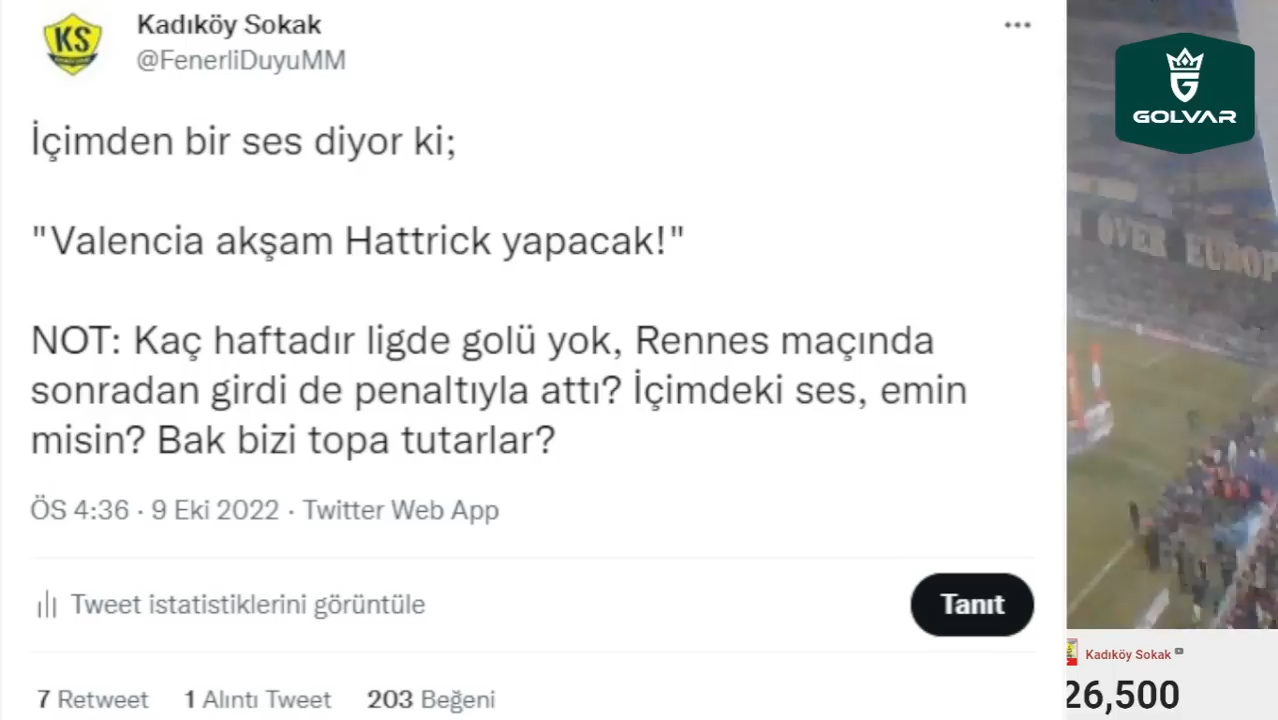 KS
Kadıköy Sokak
@FenerliDuyuMM
İçimden bir ses diyor ki;
"Valencia akşam Hattrick yapacak!"
NOT: Kaç haftadır ligde golü yok, Rennes maçında
sonradan girdi de penaltıyla attı? İçimdeki ses, emin
misin? Bak bizi topa tutarlar?
ÖS 4:36 · 9 Eki 2022 · Twitter Web App
Tweet istatistiklerini görüntüle
Tanıt
7 Retweet 1 Alıntı Tweet 203 Beğeni
GOLVAR
OVER EUROP
Kadıköy Sokak
26,500